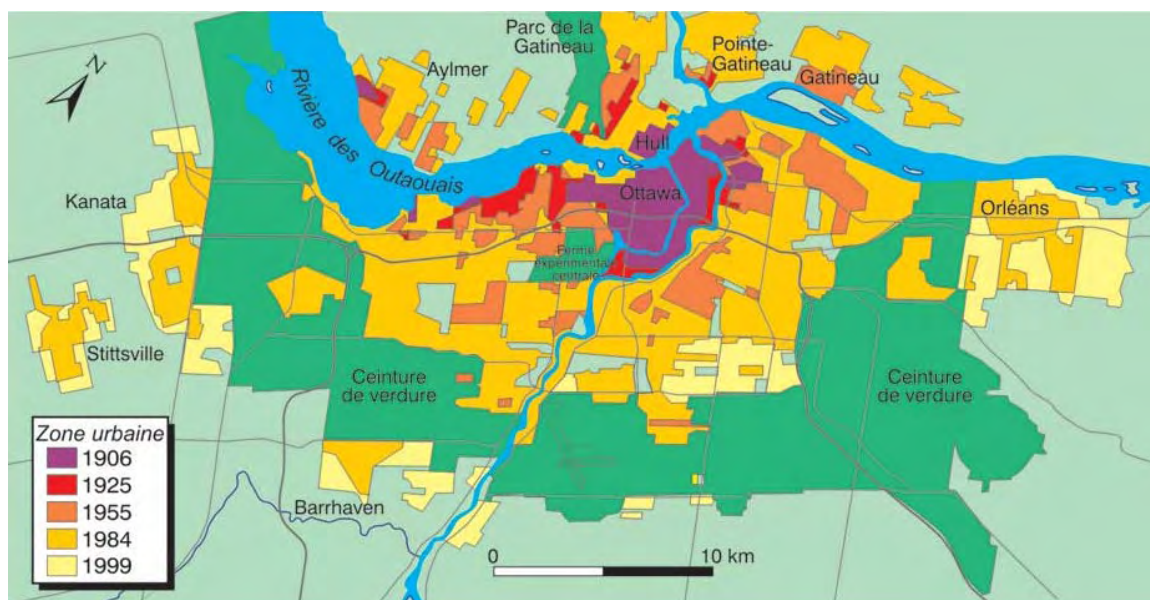 Parc de la
Gatineau
Pointe-
Gatineau
Gatineau
Aylmer
N
Rivière des Outaouais
Hull
Kanata
Ottawa
Orléans
Ferme
expérimentale
centrale
Stittsville
Ceinture
de verdure
Ceinture
de verdure
Zone urbaine
1906
1925
1955
1984
1999
Barrhaven
0
10 km